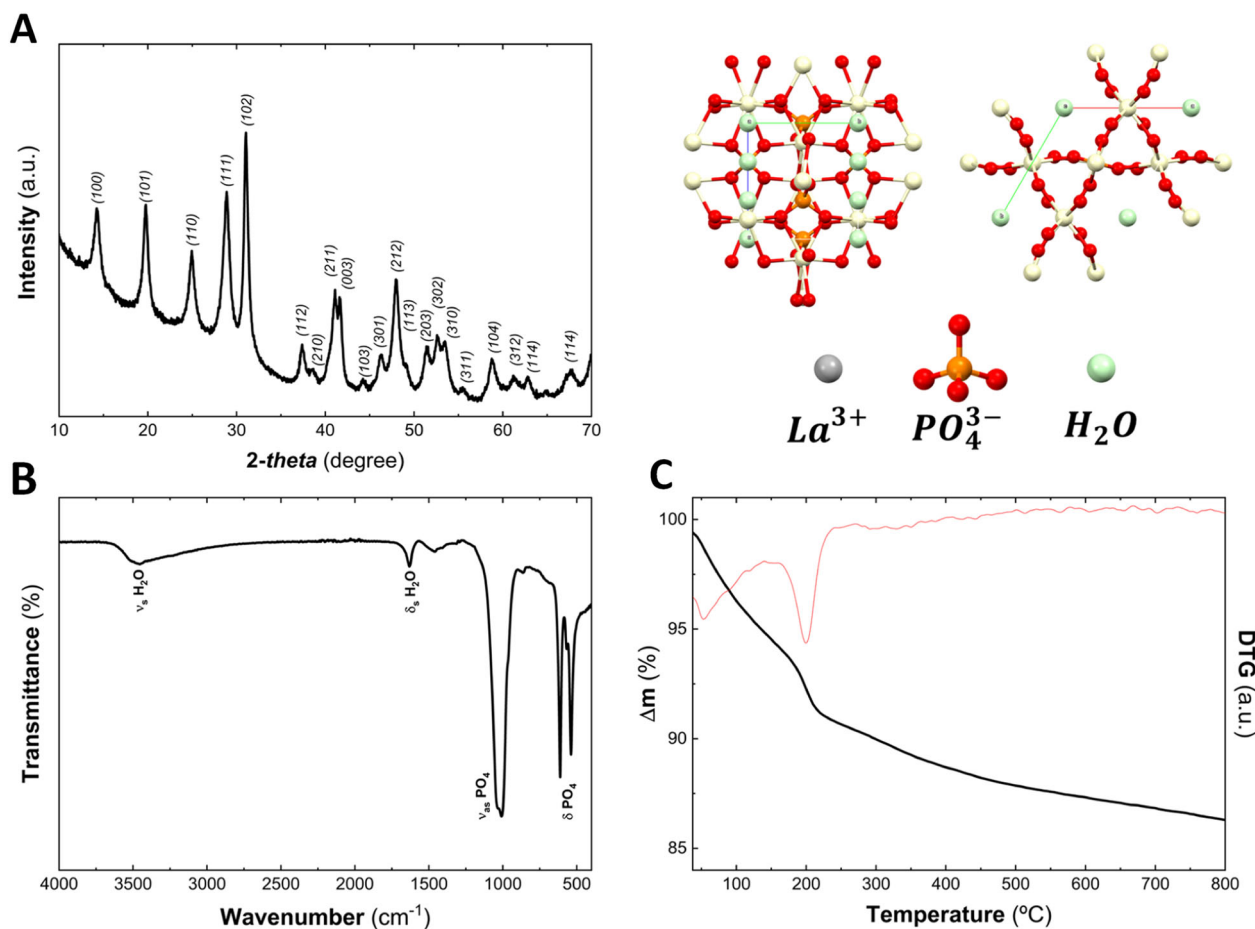 A
Intensity (a.u.)
(100)
(101)
(110)
(111)
(102)
(112)
(210)
(211)
(003)
(103)
(301)
(212)
(113)
(203)
(302)
(310)
(311)
(104)
(312)
(114)
(114)
10 20 30 40 50 60 70
2-theta (degree)
La³⁺ PO₄³⁻ H₂O
B
Transmittance (%)
νs H₂O
δs H₂O
νas PO₄
δ PO₄
4000 3500 3000 2500 2000 1500 1000 500
Wavenumber (cm⁻¹)
C
Δm (%)
100
95
90
85
DTG (a.u.)
100 200 300 400 500 600 700 800
Temperature (ºC)